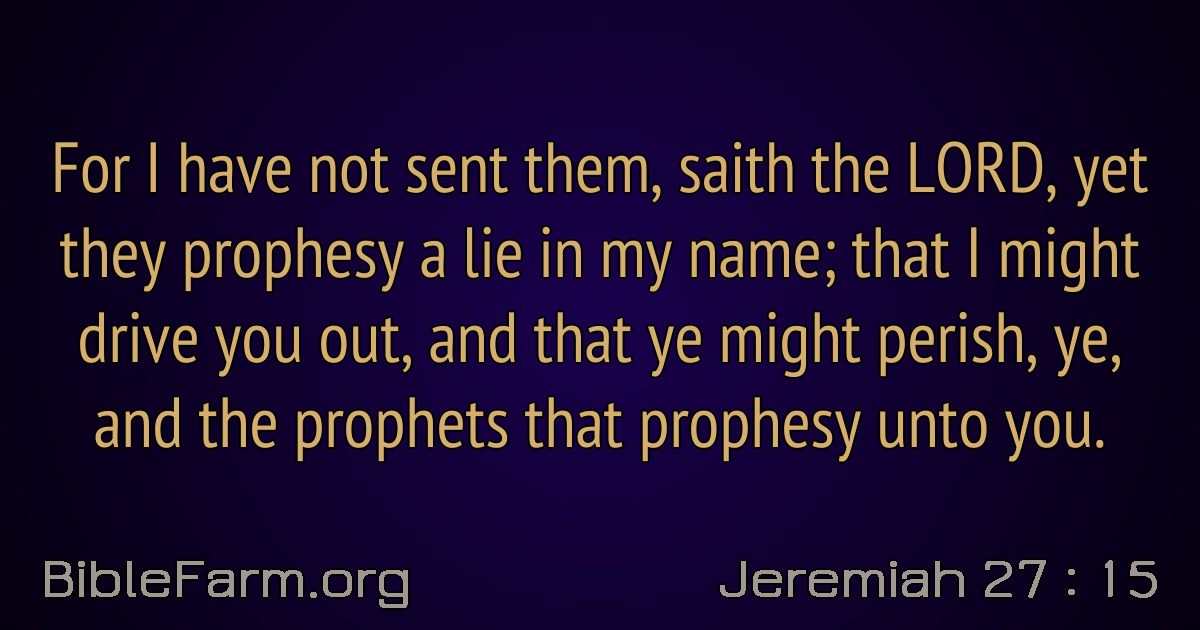 For I have not sent them, saith the LORD, yet
they prophesy a lie in my name; that I might
drive you out, and that ye might perish, ye,
and the prophets that prophesy unto you.
BibleFarm.org
Jeremiah 27 : 15